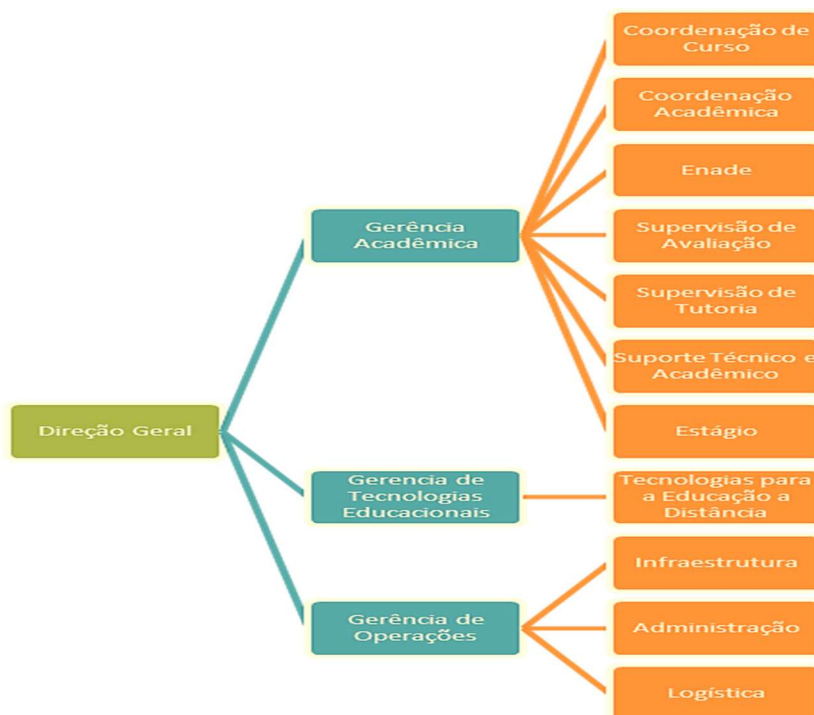 Coordenação de
Curso
Coordenação
Acadêmica
Enade
Gerência
Acadêmica
Supervisão de
Avaliação
Supervisão de
Tutoria
Suporte Técnico e
Acadêmico
Direção Geral
Estágio
Gerencia de
Tecnologias
Educacionais
Tecnologias para
a Educação a
Distância
Infraestrutura
Gerência de
Operações
Administração
Logística